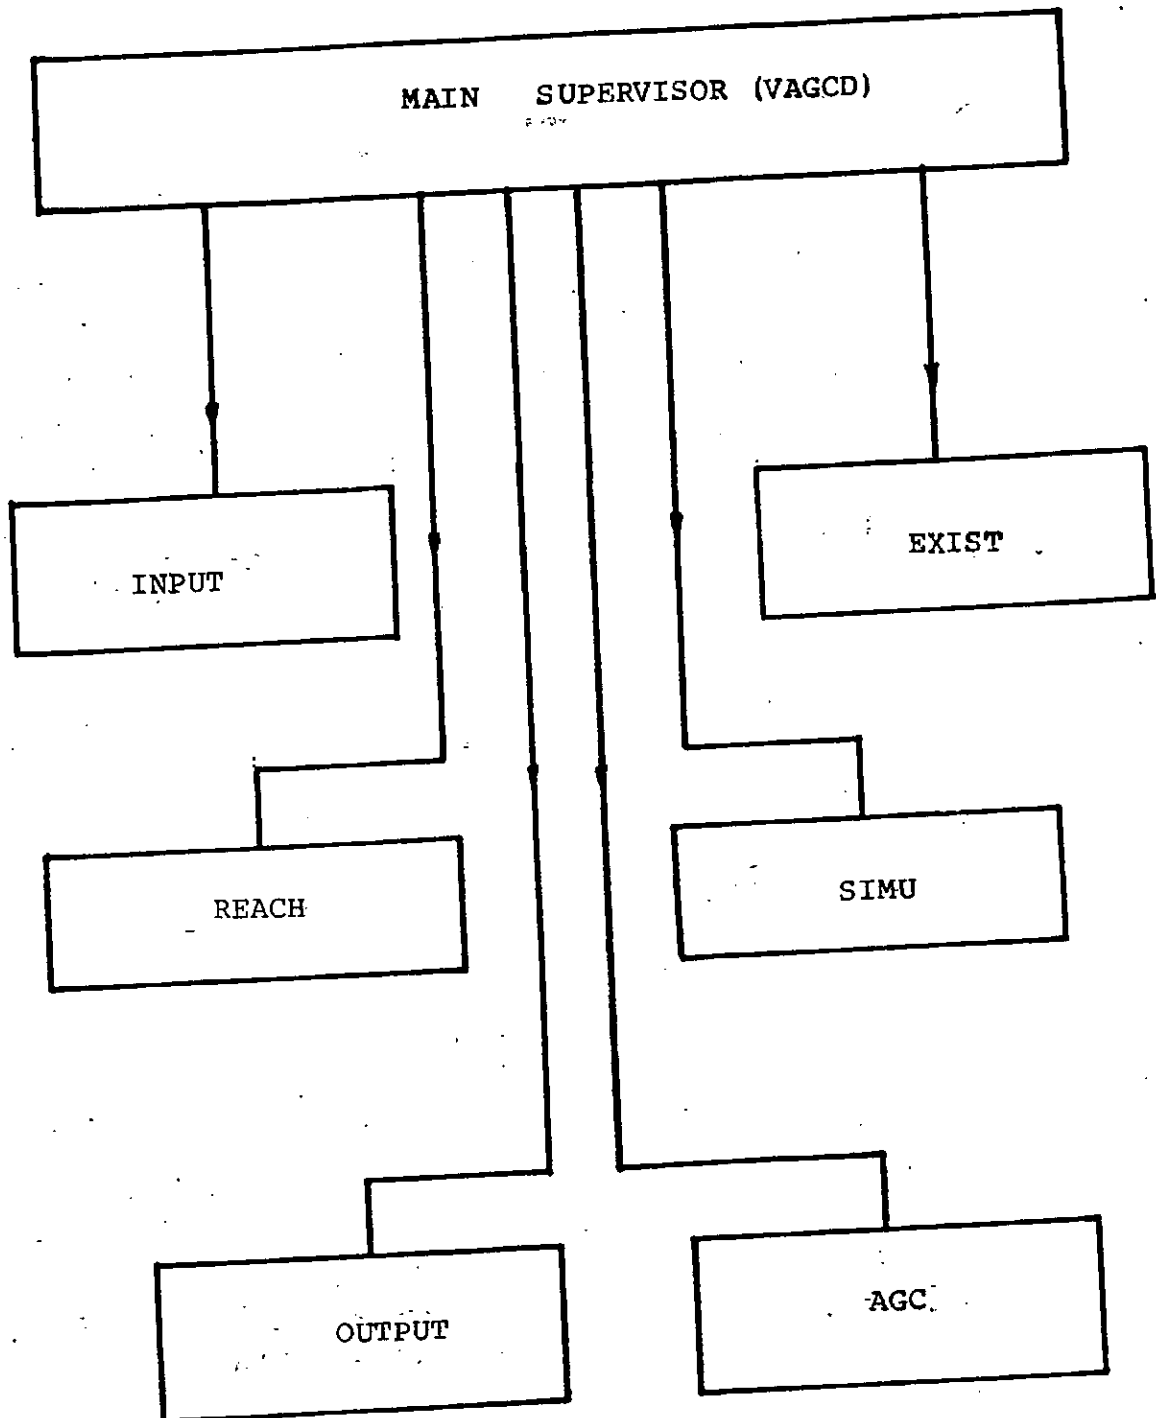 MAIN SUPERVISOR (VAGCD)
INPUT
EXIST
REACH
SIMU
OUTPUT
AGC